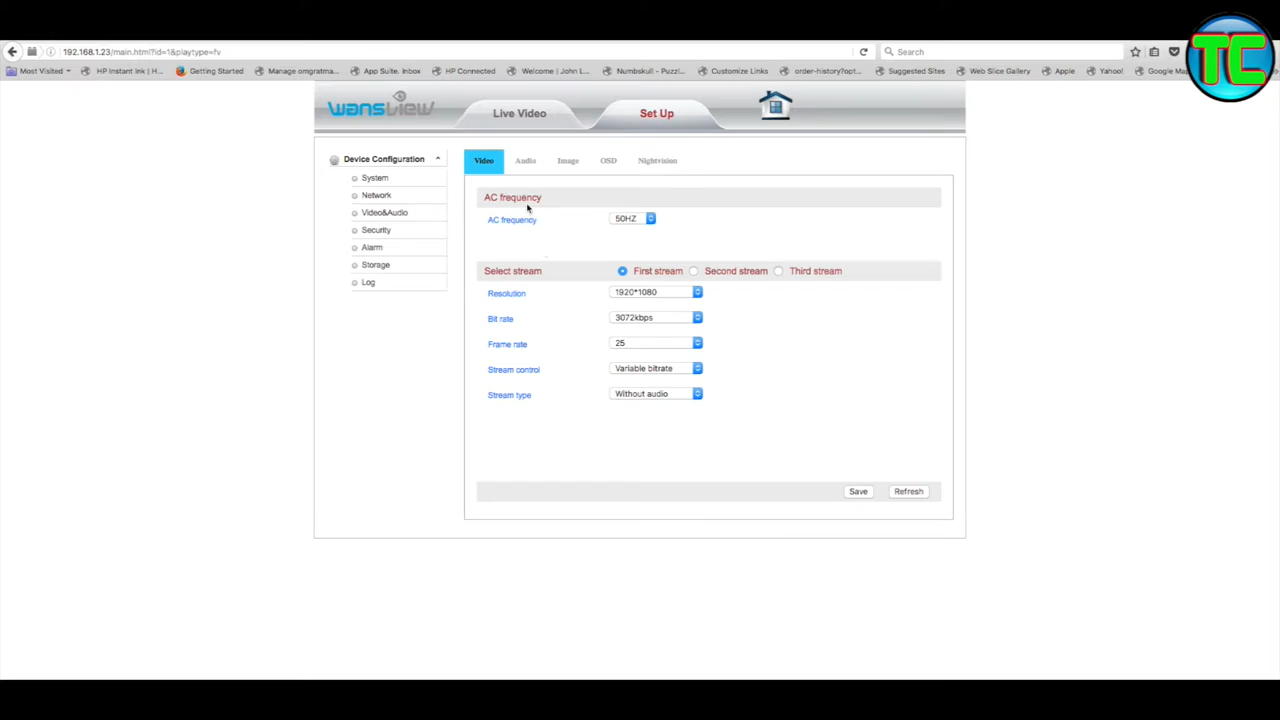 TC
192.168.1.23/main.html?id=1&playtype=fv
Search
Most Visited
HP Instant Ink | H...
Getting Started
Manage omgratma...
App Suite. Inbox
HP Connected
Welcome | John L...
Numbskull - Puzzl...
Customize Links
order-history?opt...
Suggested Sites
Web Slice Gallery
Apple
Yahoo!
Google Map
wansview
Live Video
Set Up
Device Configuration
System
Network
Video&Audio
Security
Alarm
Storage
Log
Video Audio Image OSD Nightvision
AC frequency
AC frequency 50HZ
Select stream First stream Second stream Third stream
Resolution 1920*1080
Bit rate 3072kbps
Frame rate 25
Stream control Variable bitrate
Stream type Without audio
Save Refresh